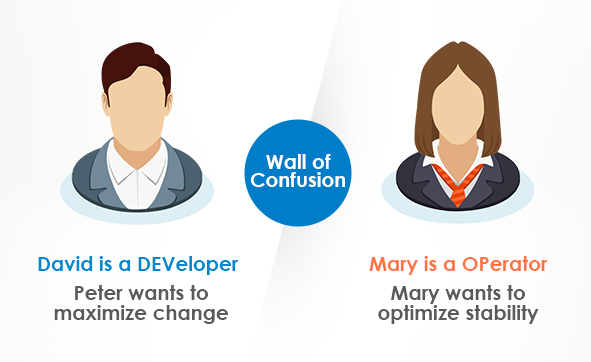 Wall of
Confusion
David is a DEVeloper
Peter wants to
maximize change
Mary is a OPerator
Mary wants to
optimize stability